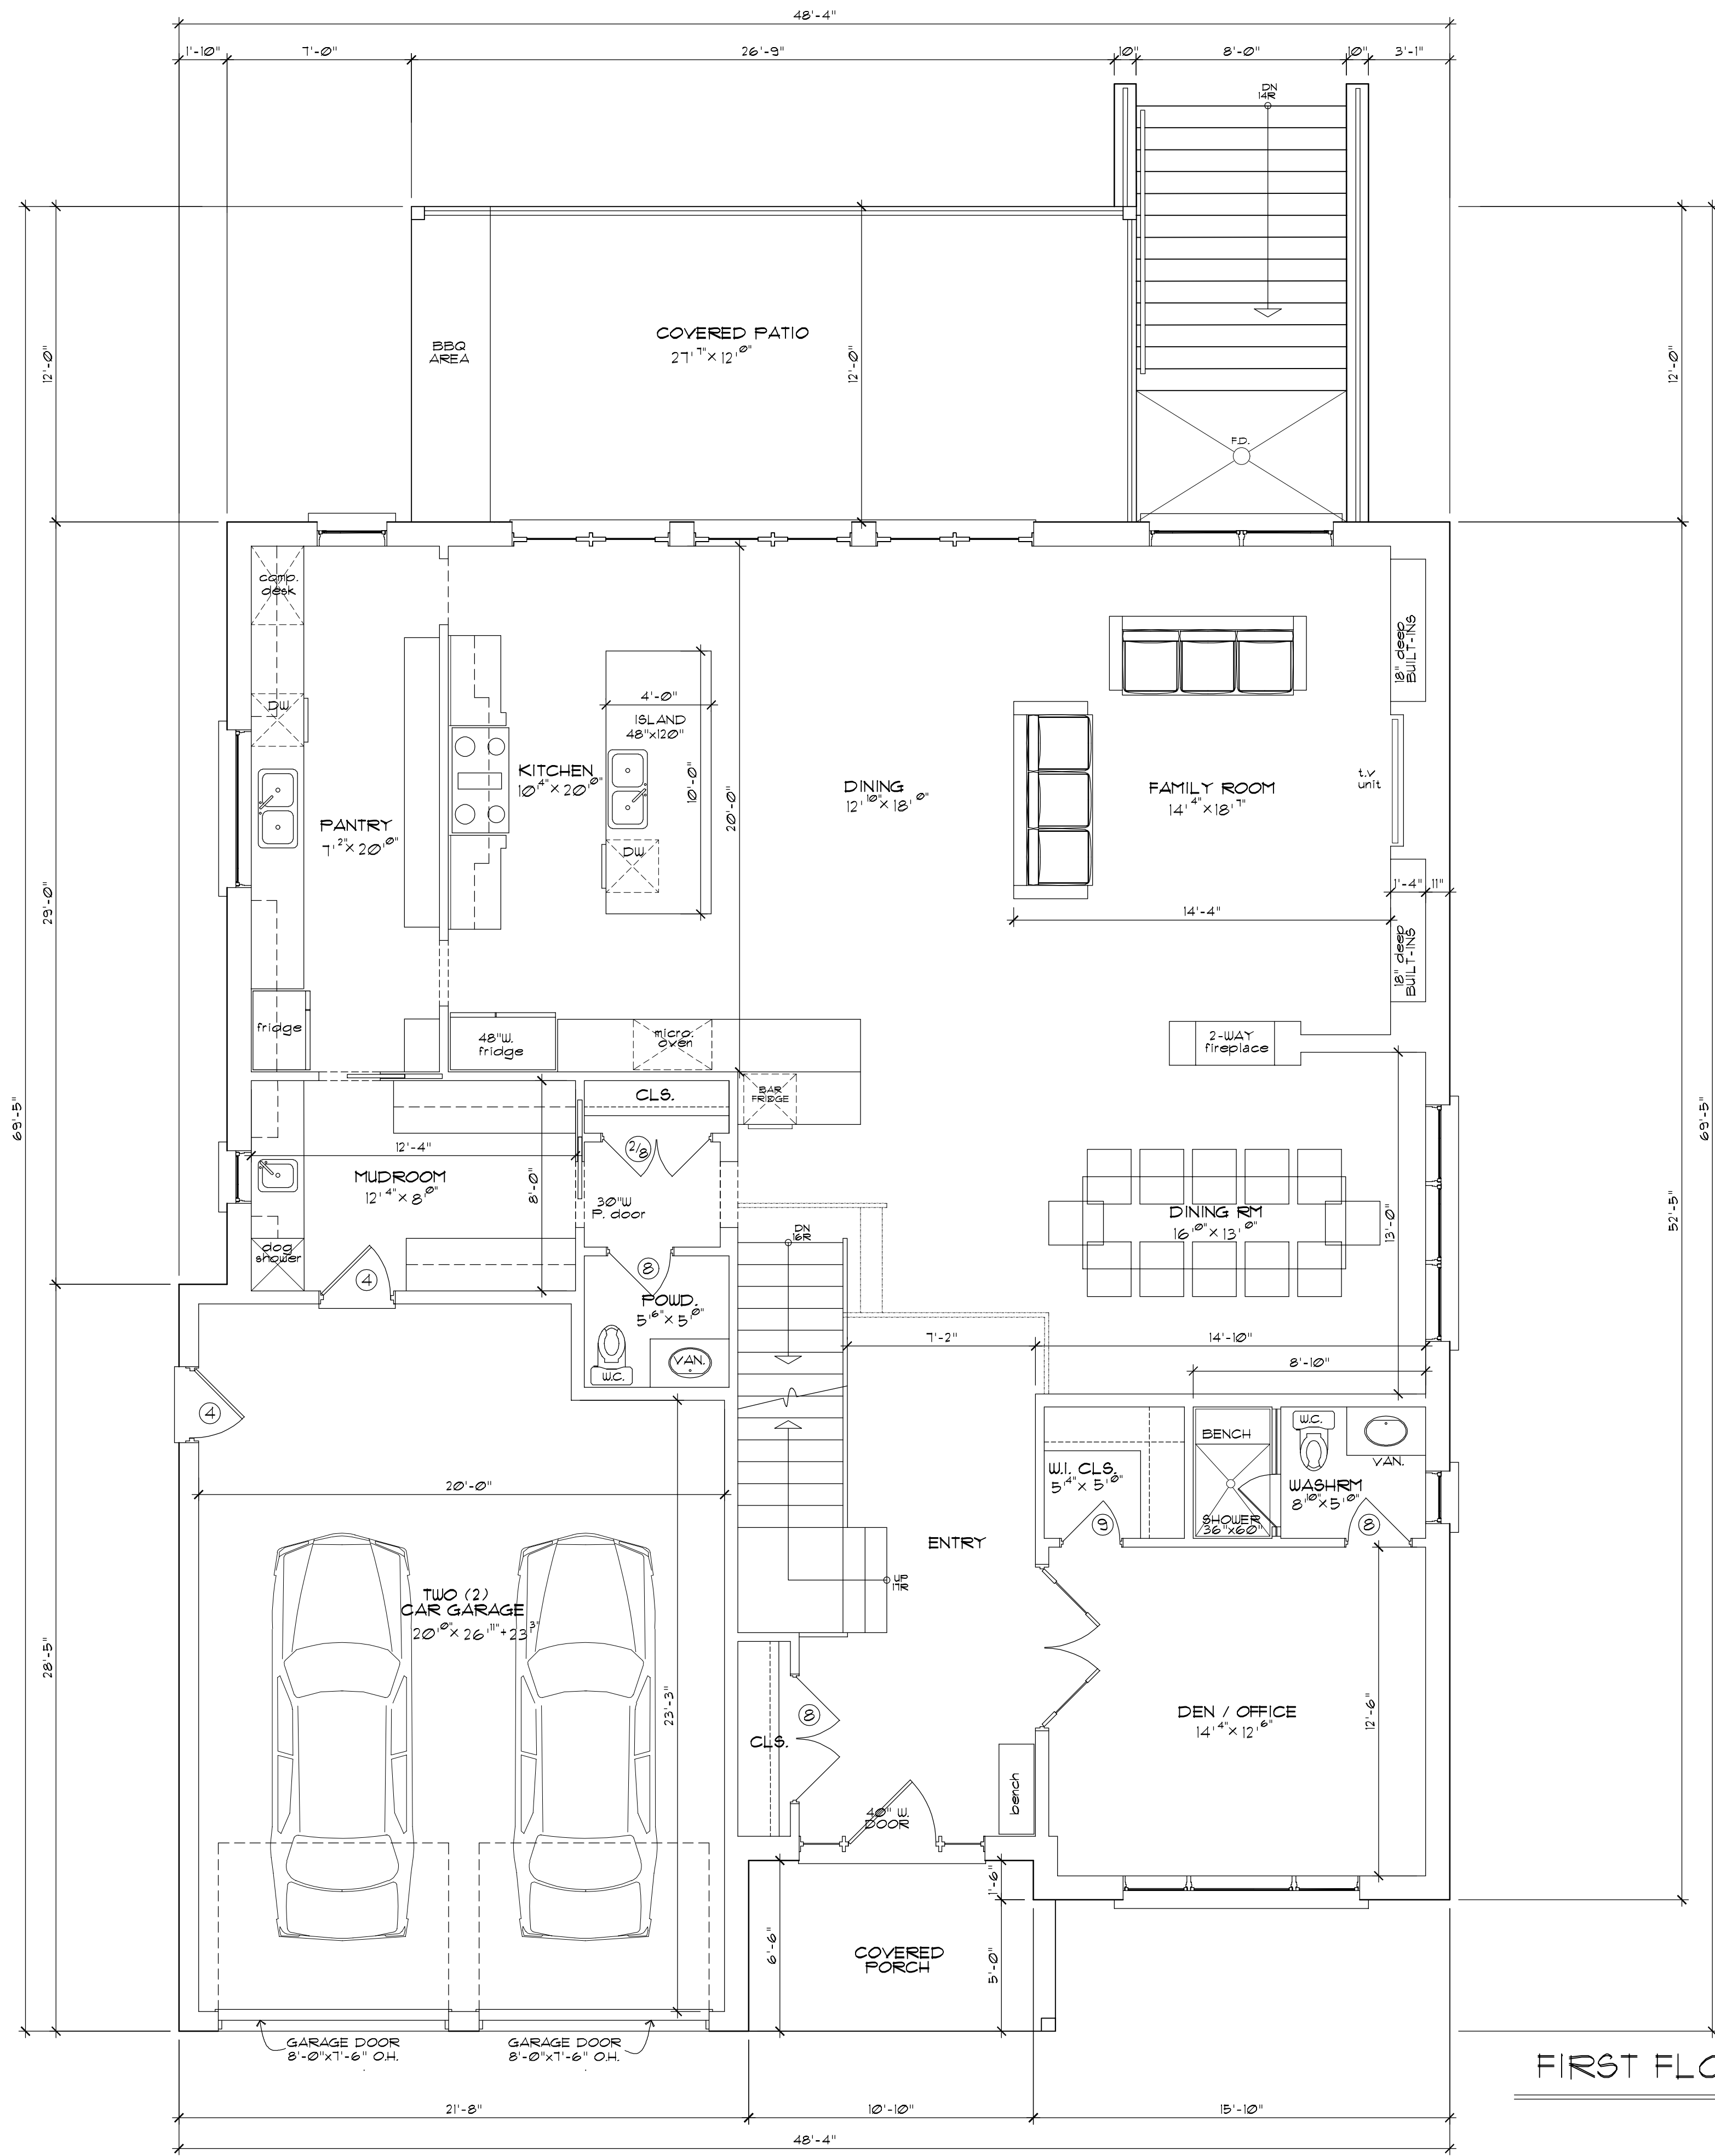 48'-4"
1'-10" 7'-0" 26'-9" 10" 8'-0" 10" 3'-1"
DN
14R
12'-0"
BBQ
AREA
COVERED PATIO
27'7"×12'0"
12'-0"
12'-0"
F.D.
comp.
desk
18" deep
BUILT-INS
DW
4'-0"
ISLAND
48"x120"
KITCHEN
10'4"×20'0"
10'-0"
20'-0"
DINING
12'10"×18'0"
FAMILY ROOM
14'4"×18'7"
t.v
unit
PANTRY
7'2"×20'0"
DW
29'-0"
1'-4" 11"
14'-4"
18" deep
BUILT-INS
fridge
48"W.
fridge
micro.
oven
2-WAY
fireplace
69'-5"
69'-5"
CLS.
BAR
FRIDGE
2/8
12'-4"
MUDROOM
12'4"×8'0"
8'-0"
30"W
P. door
DN
16R
DINING RM
16'0"×13'0"
13'-0"
52'-5"
dog
shower
4
8
POWD.
5'6"×5'0"
7'-2" 14'-10"
VAN.
W.C.
8'-10"
4
W.C.
BENCH
VAN.
W.I. CLS.
5'4"×5'0"
WASHRM
8'10"×5'0"
20'-0"
SHOWER
36"x60"
9
8
ENTRY
UP
17R
TWO (2)
CAR GARAGE
20'0"×26'11"+23'3"
28'-5"
23'-3"
8
CLS.
DEN / OFFICE
14'4"×12'6"
12'-6"
bench
40" W.
DOOR
1'-6"
6'-6"
COVERED
PORCH
5'-0"
GARAGE DOOR
8'-0"x7'-6" O.H.
GARAGE DOOR
8'-0"x7'-6" O.H.
FIRST FLO
21'-8" 10'-10" 15'-10"
48'-4"